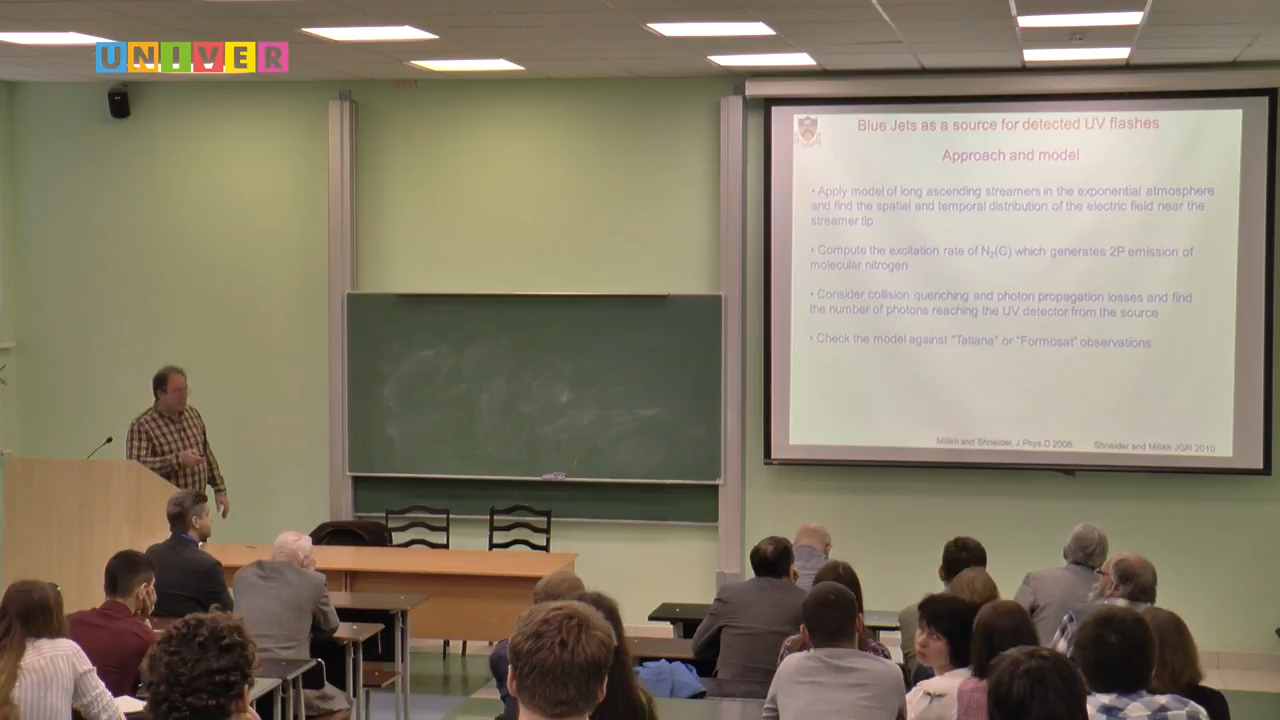 UNIVER
Blue Jets as a source for detected UV flashes
Approach and model
• Apply model of long ascending streamers in the exponential atmosphere
and find the spatial and temporal distribution of the electric field near the
streamer tip
• Compute the excitation rate of N₂(C) which generates 2P emission of
molecular nitrogen
• Consider collision quenching and photon propagation losses and find
the number of photons reaching the UV detector from the source
• Check the model against "Tatiana" or "Formosat" observations
Milikh and Shneider, J.Phys.D 2008; Shneider and Milikh JGR 2010